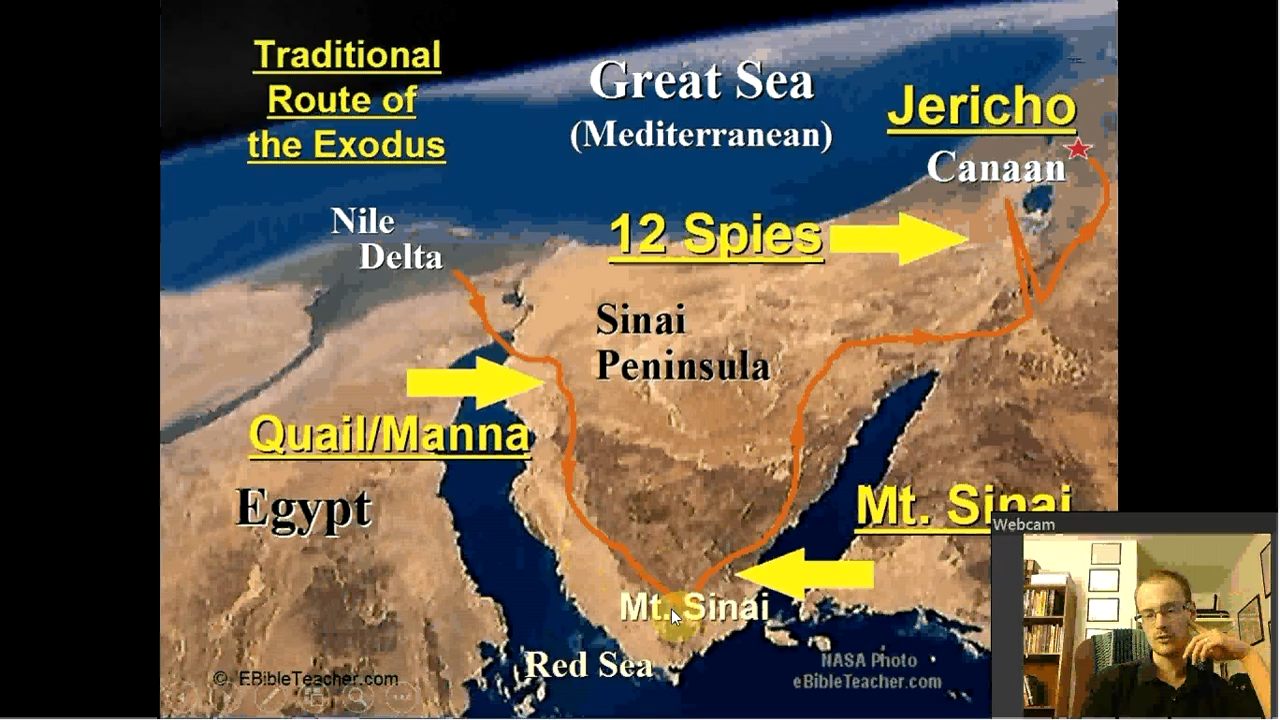 Traditional
Route of
the Exodus
Great Sea
(Mediterranean)
Jericho
Canaan
Nile
Delta
12 Spies
Sinai
Peninsula
Quail/Manna
Egypt
Mt. Sinai
Webcam
Mt. Sinai
Red Sea
NASA Photo
eBibleTeacher.com
© EBibleTeacher.com